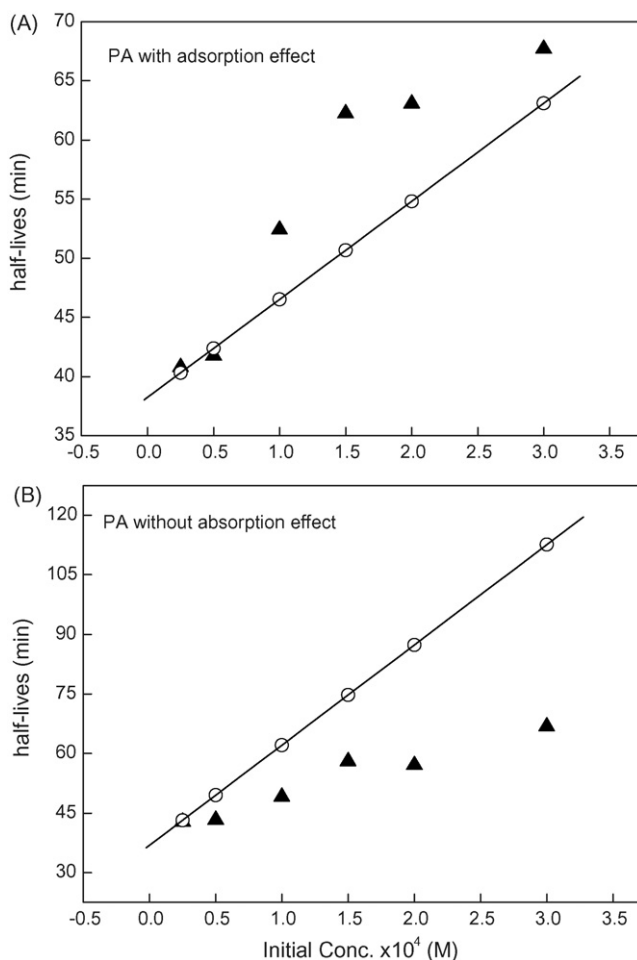 (A)
PA with adsorption effect
half-lives (min)
70
65
60
55
50
45
40
35
-0.5 0.0 0.5 1.0 1.5 2.0 2.5 3.0 3.5
(B)
PA without absorption effect
half-lives (min)
120
105
90
75
60
45
30
-0.5 0.0 0.5 1.0 1.5 2.0 2.5 3.0 3.5
Initial Conc. x10⁴ (M)